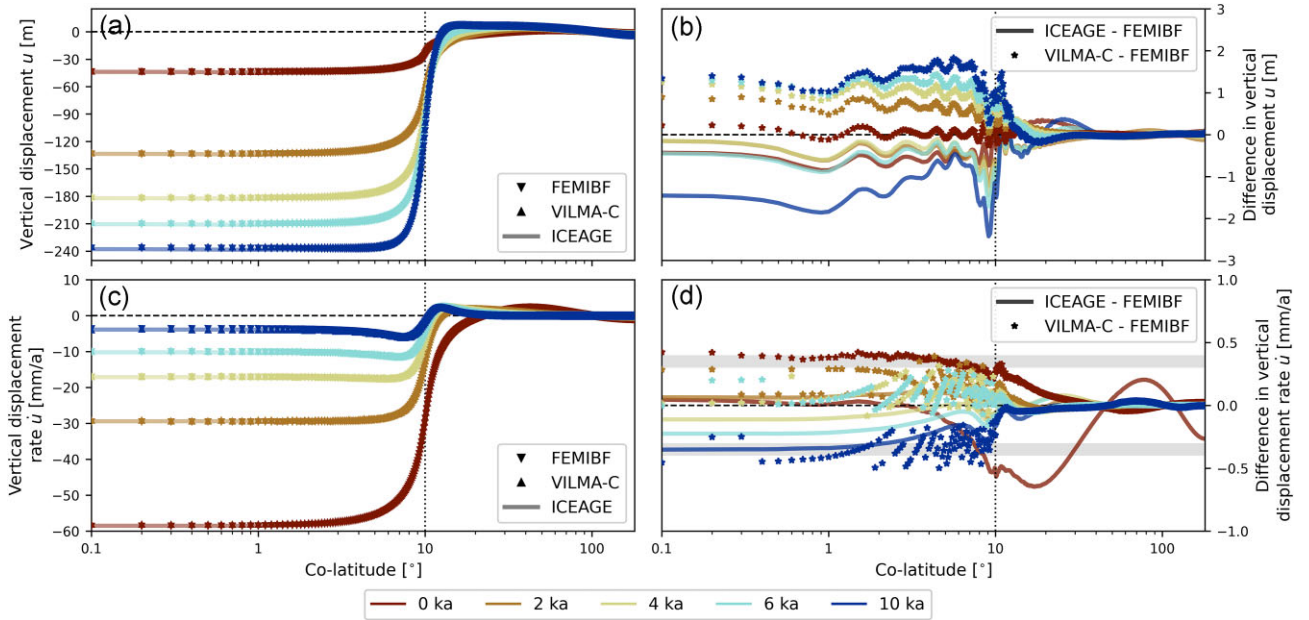 (a)
Vertical displacement u [m]
0
−30
−60
−90
−120
−150
−180
−210
−240
FEMIBF
VILMA-C
ICEAGE
(b)
ICEAGE - FEMIBF
VILMA-C - FEMIBF
3
2
1
0
−1
−2
−3
Difference in vertical
displacement u [m]
(c)
Vertical displacement
rate u̇ [mm/a]
10
0
−10
−20
−30
−40
−50
−60
FEMIBF
VILMA-C
ICEAGE
0.1
1
10
100
Co-latitude [°]
(d)
ICEAGE - FEMIBF
VILMA-C - FEMIBF
1.0
0.5
0.0
−0.5
−1.0
Difference in vertical
displacement rate u̇ [mm/a]
0.1
1
10
100
Co-latitude [°]
0 ka
2 ka
4 ka
6 ka
10 ka